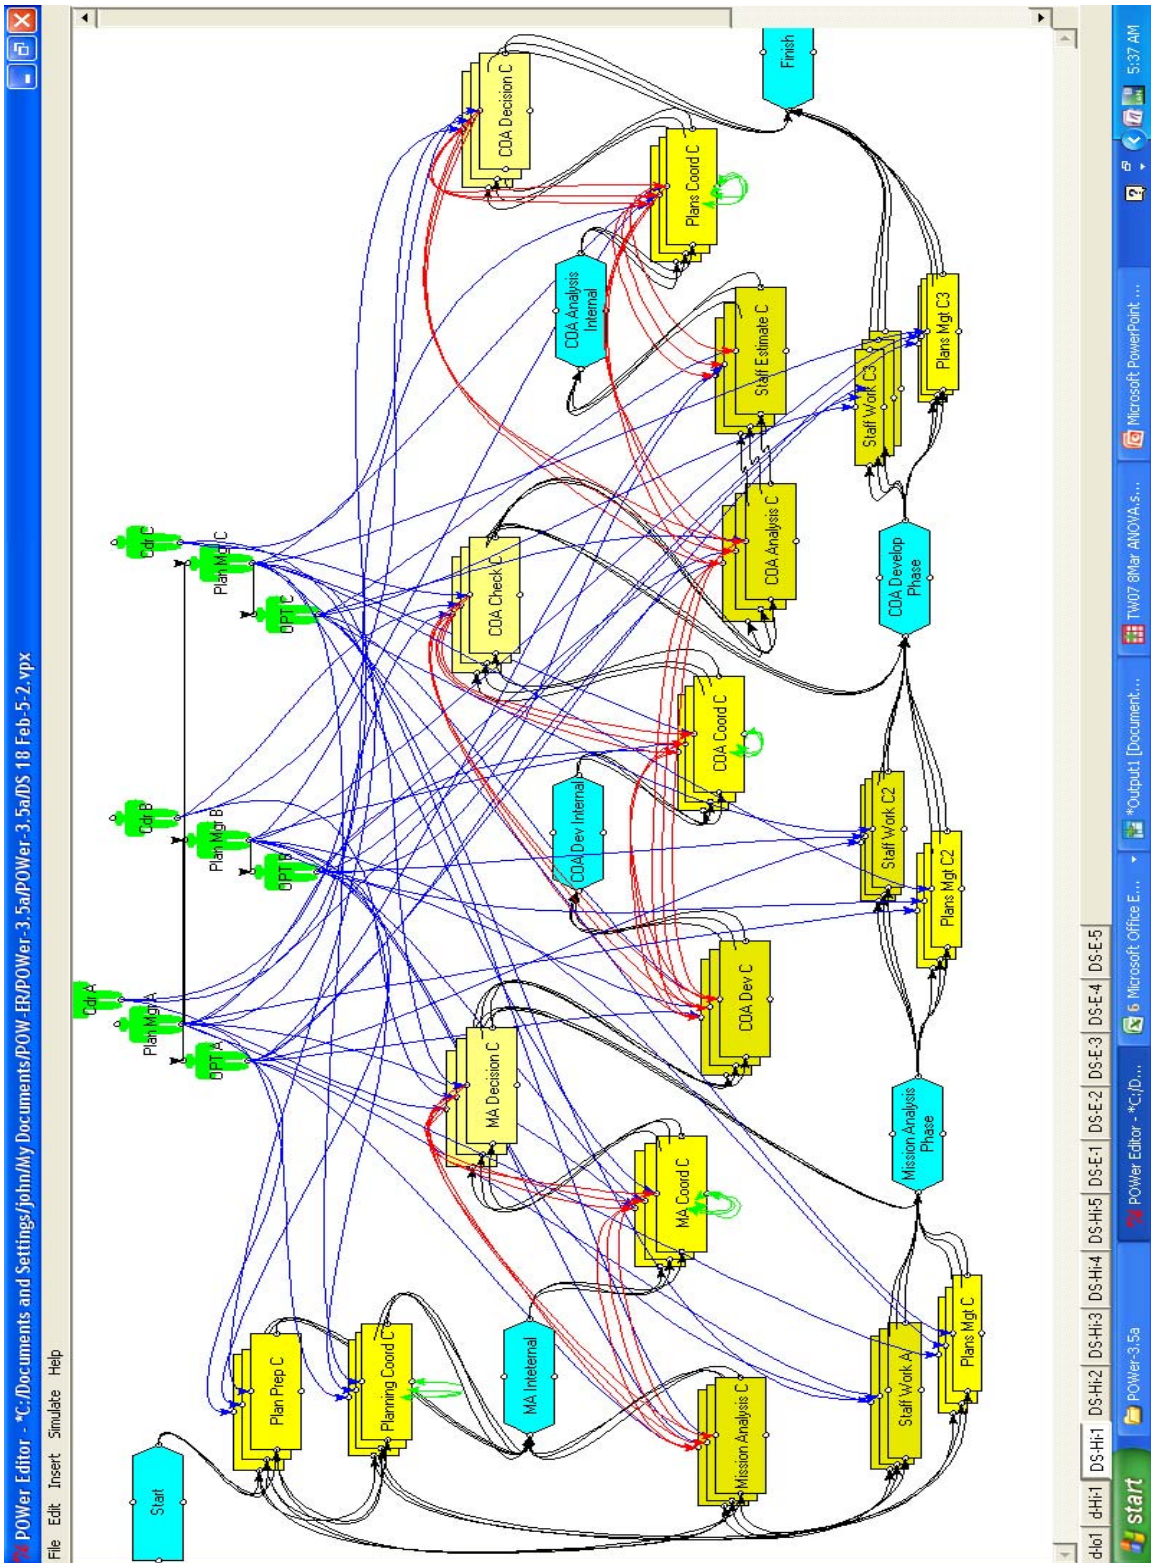 POWer Editor - *C:/Documents and Settings/john/My Documents/POW-ER/POWer-3.5a/POWer-3.5a/DS 18 Feb-5-2.vpx
File Edit Insert Simulate Help
Start
Plan Prep C
Planning Coord C
MA Inteternal
Mission Analysis C
Staff Work A
Plans Mgt C
Cdr A
Plan Mgr A
OPT A
MA Decision C
MA Coord C
Mission Analysis
Phase
Cdr B
Plan Mgr B
OPT B
COA Dev C
COA Dev Internal
COA Coord C
Staff Work C2
Plans Mgt C2
Cdr C
Plan Mgr C
OPT C
COA Check C
COA Analysis C
COA Develop
Phase
COA Decision C
COA Analysis
Internal
Plans Coord C
Staff Estimate C
Staff Work C3
Plans Mgt C3
Finish
d-lo1 d-Hi-1 DS-Hi-1 DS-Hi-2 DS-Hi-3 DS-Hi-4 DS-Hi-5 DS-E-1 DS-E-2 DS-E-3 DS-E-4 DS-E-5
start POWer-3.5a POWer Editor - *C:/D... 6 Microsoft Office E... *Output1 [Document... TW07 8Mar ANOVA.s... Microsoft PowerPoint ... 5:37 AM